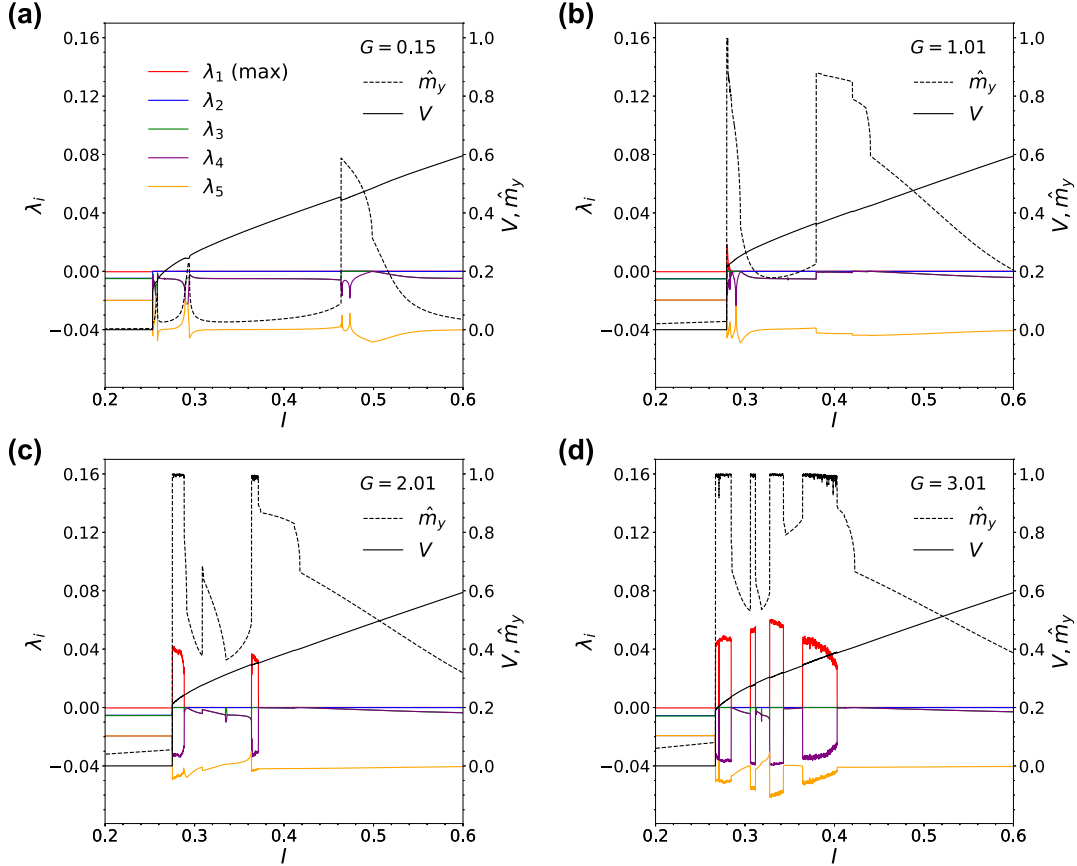 (a)
0.16
0.12
0.08
0.04
0.00
−0.04
λi
G = 0.15
m̂y
V
λ1 (max)
λ2
λ3
λ4
λ5
1.0
0.8
0.6
0.4
0.2
0.0
V, m̂y
0.2 0.3 0.4 0.5 0.6
I
(b)
0.16
0.12
0.08
0.04
0.00
−0.04
λi
G = 1.01
m̂y
V
1.0
0.8
0.6
0.4
0.2
0.0
V, m̂y
0.2 0.3 0.4 0.5 0.6
I
(c)
0.16
0.12
0.08
0.04
0.00
−0.04
λi
G = 2.01
m̂y
V
1.0
0.8
0.6
0.4
0.2
0.0
V, m̂y
0.2 0.3 0.4 0.5 0.6
I
(d)
0.16
0.12
0.08
0.04
0.00
−0.04
λi
G = 3.01
m̂y
V
1.0
0.8
0.6
0.4
0.2
0.0
V, m̂y
0.2 0.3 0.4 0.5 0.6
I